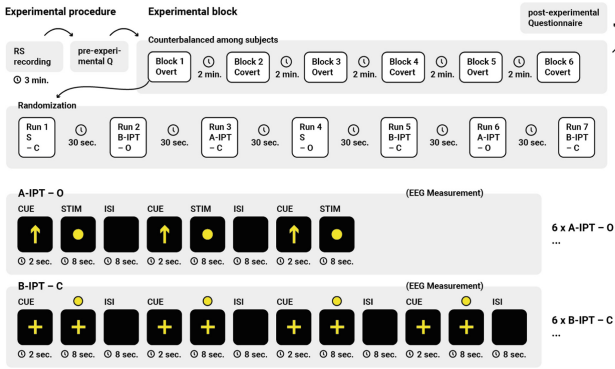 Experimental procedure
Experimental block
post-experimental
Questionnaire
RS
recording
3 min.
pre-experi-
mental Q
Counterbalanced among subjects
Block 1
Overt
2 min.
Block 2
Covert
2 min.
Block 3
Overt
2 min.
Block 4
Covert
2 min.
Block 5
Overt
2 min.
Block 6
Covert
Randomization
Run 1
S
– C
30 sec.
Run 2
B-IPT
– O
30 sec.
Run 3
A-IPT
– C
30 sec.
Run 4
S
– O
30 sec.
Run 5
B-IPT
– C
30 sec.
Run 6
A-IPT
– O
30 sec.
Run 7
B-IPT
– C
A-IPT – O
(EEG Measurement)
CUE STIM ISI CUE STIM ISI CUE STIM
2 sec. 8 sec. 8 sec. 2 sec. 8 sec. 8 sec. 2 sec. 8 sec.
6 x A-IPT – O
...
B-IPT – C
(EEG Measurement)
CUE ISI CUE ISI CUE ISI CUE ISI
2 sec. 8 sec. 8 sec. 2 sec. 8 sec. 8 sec. 2 sec. 8 sec. 8 sec. 2 sec. 8 sec. 8 sec.
6 x B-IPT – C
...